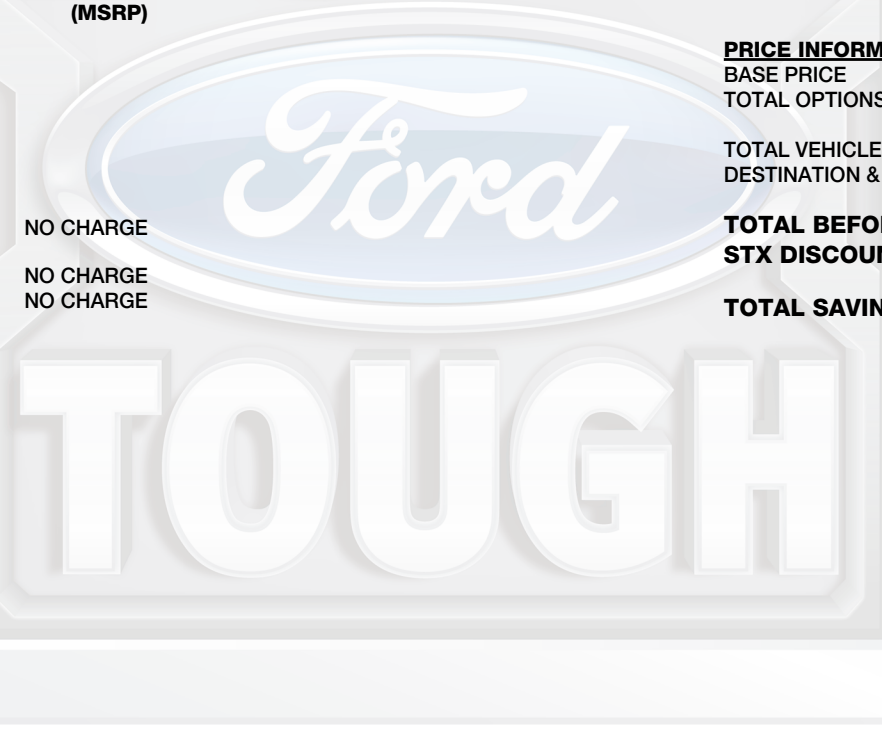 (MSRP)
NO CHARGE
NO CHARGE
NO CHARGE
PRICE INFORM
BASE PRICE
TOTAL OPTIONS
TOTAL VEHICLE
DESTINATION &
TOTAL BEFO
STX DISCOU
TOTAL SAVIN
Ford
TOUGH